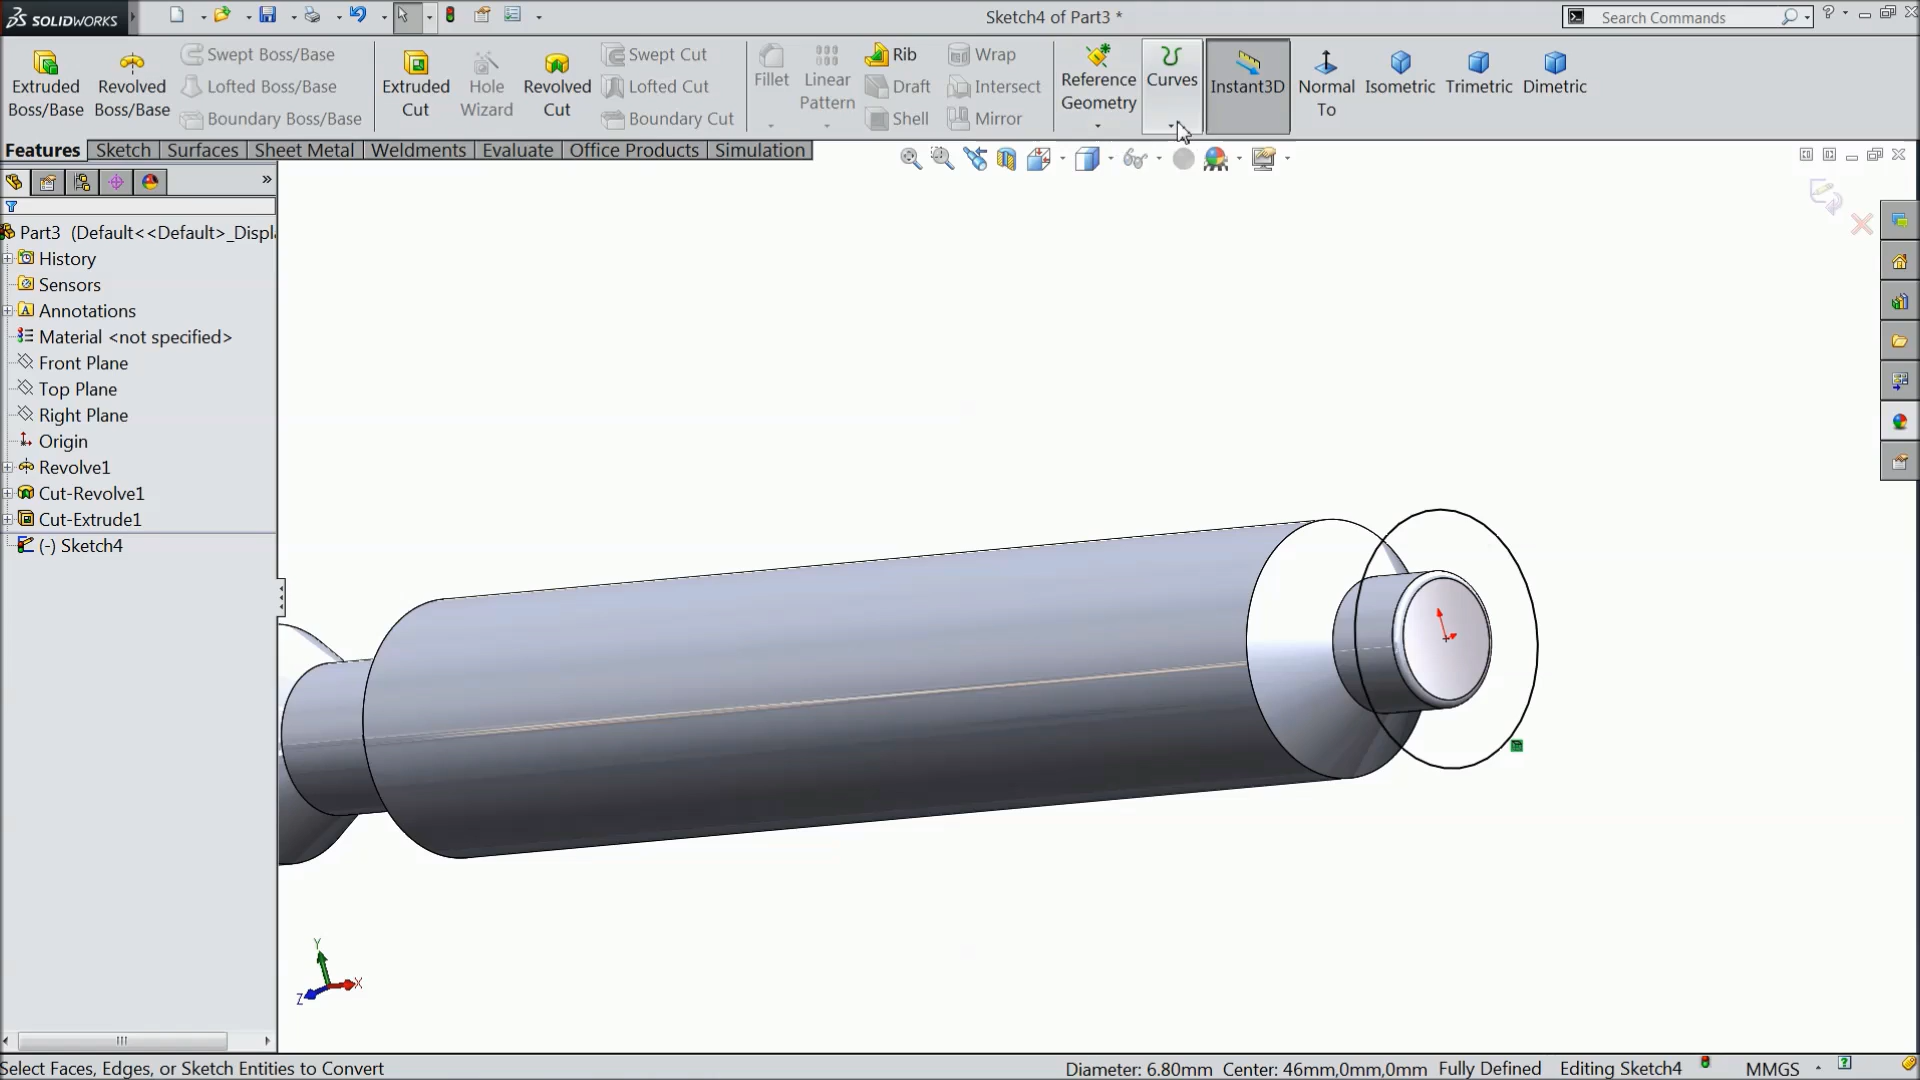 SOLIDWORKS
Sketch4 of Part3 *
Search Commands
Extruded Boss/Base
Revolved Boss/Base
Swept Boss/Base
Lofted Boss/Base
Boundary Boss/Base
Extruded Cut
Hole Wizard
Revolved Cut
Swept Cut
Lofted Cut
Boundary Cut
Fillet
Linear Pattern
Rib
Draft
Shell
Wrap
Intersect
Mirror
Reference Geometry
Curves
Instant3D
Normal To
Isometric
Trimetric
Dimetric
Features Sketch Surfaces Sheet Metal Weldments Evaluate Office Products Simulation
Part3 (Default<<Default>_Displ
History
Sensors
Annotations
Material <not specified>
Front Plane
Top Plane
Right Plane
Origin
Revolve1
Cut-Revolve1
Cut-Extrude1
(-) Sketch4
Y
X
Z
Select Faces, Edges, or Sketch Entities to Convert
Diameter: 6.80mm Center: 46mm,0mm,0mm Fully Defined Editing Sketch4 MMGS